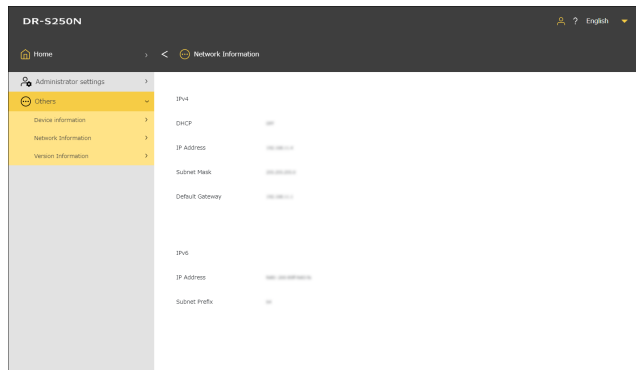 DR-S250N
? English
Home
< Network Information
Administrator settings
Others
Device information
Network Information
Version Information
IPv4
DHCP
IP Address
Subnet Mask
Default Gateway
IPv6
IP Address
Subnet Prefix